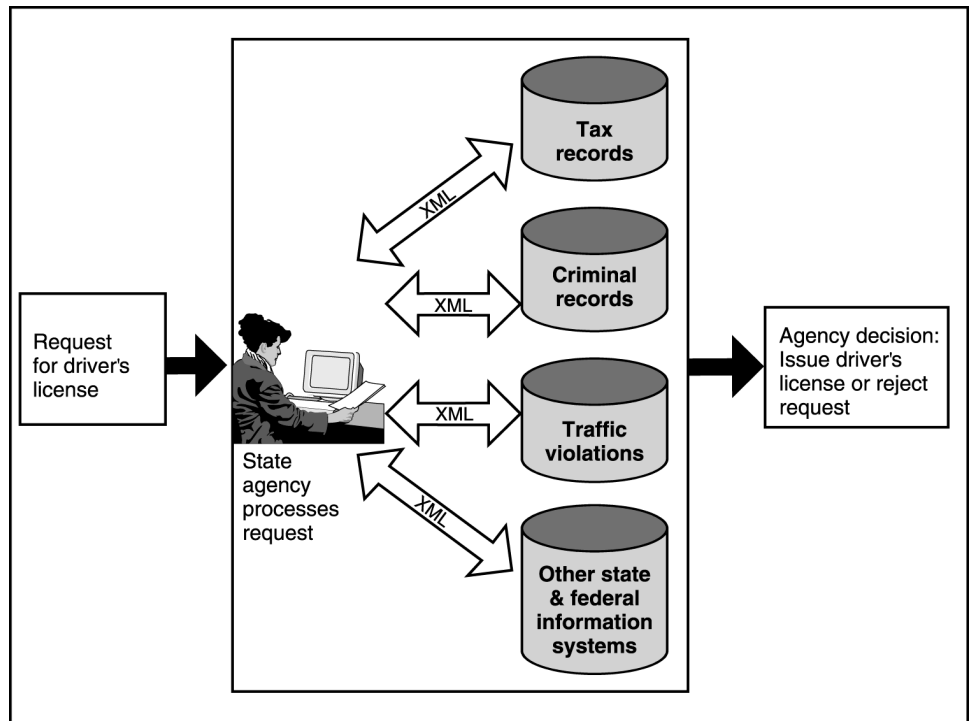 Request
for driver's
license
State
agency
processes
request
XML
Tax
records
XML
Criminal
records
XML
Traffic
violations
XML
Other state
& federal
information
systems
Agency decision:
Issue driver's
license or reject
request